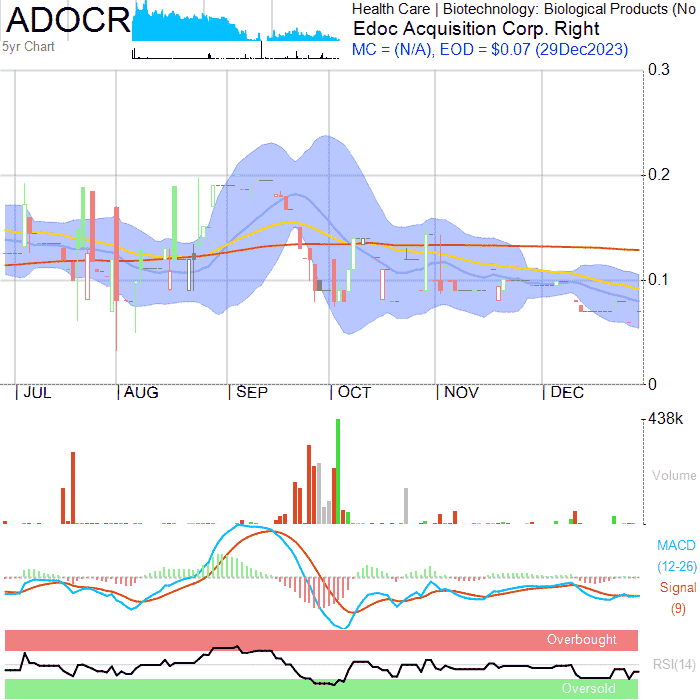 ADOCR
5yr Chart
Health Care | Biotechnology: Biological Products (No
Edoc Acquisition Corp. Right
MC = (N/A), EOD = $0.07 (29Dec2023)
0.3
0.2
0.1
0
JUL AUG SEP OCT NOV DEC
438k
Volume
MACD
(12-26)
Signal
(9)
Overbought
RSI(14)
Oversold